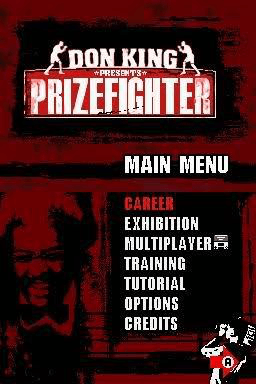 DON KING
PRESENTS
PRIZEFIGHTER
MAIN MENU
CAREER
EXHIBITION
MULTIPLAYER
TRAINING
TUTORIAL
OPTIONS
CREDITS
A